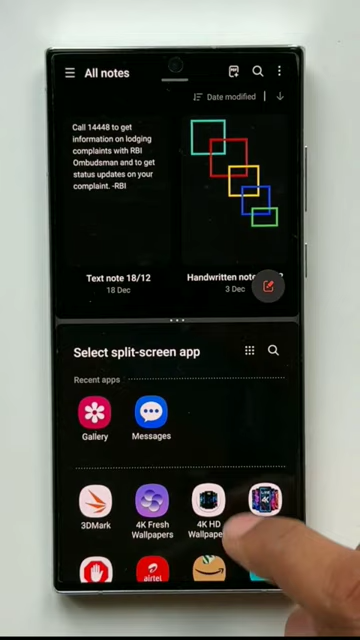 All notes
Date modified
Call 14448 to get
information on lodging
complaints with RBI
Ombudsman and to get
status updates on your
complaint. -RBI
Text note 18/12
18 Dec
Handwritten
3 Dec
Select split-screen app
Recent apps
Gallery
Messages
3DMark
4K Fresh
Wallpapers
4K HD
4K
airtel